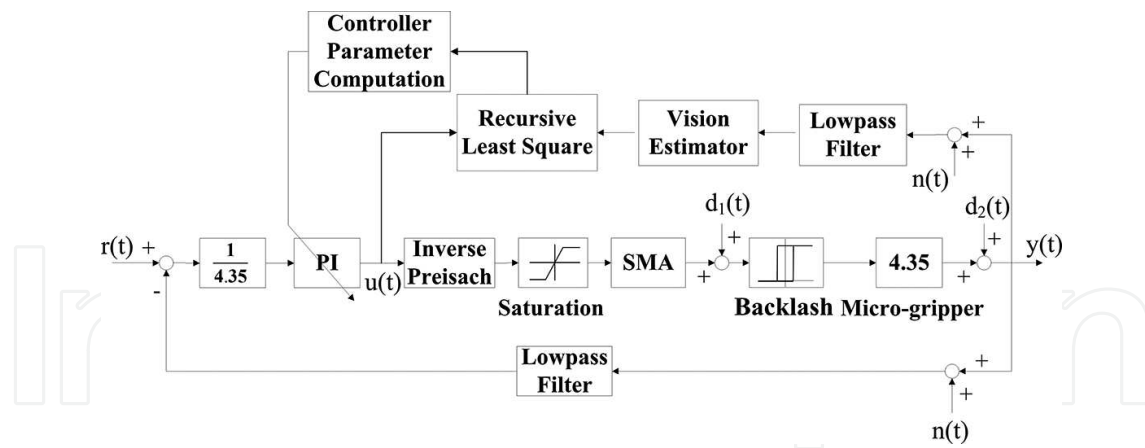 Controller
Parameter
Computation
Recursive
Least Square
Vision
Estimator
Lowpass
Filter
+
+
n(t)
d₁(t)
d₂(t)
r(t)
+
-
1
4.35
PI
u(t)
Inverse
Preisach
Saturation
SMA
+
+
Backlash
4.35
Micro-gripper
+
+
y(t)
Lowpass
Filter
+
+
n(t)